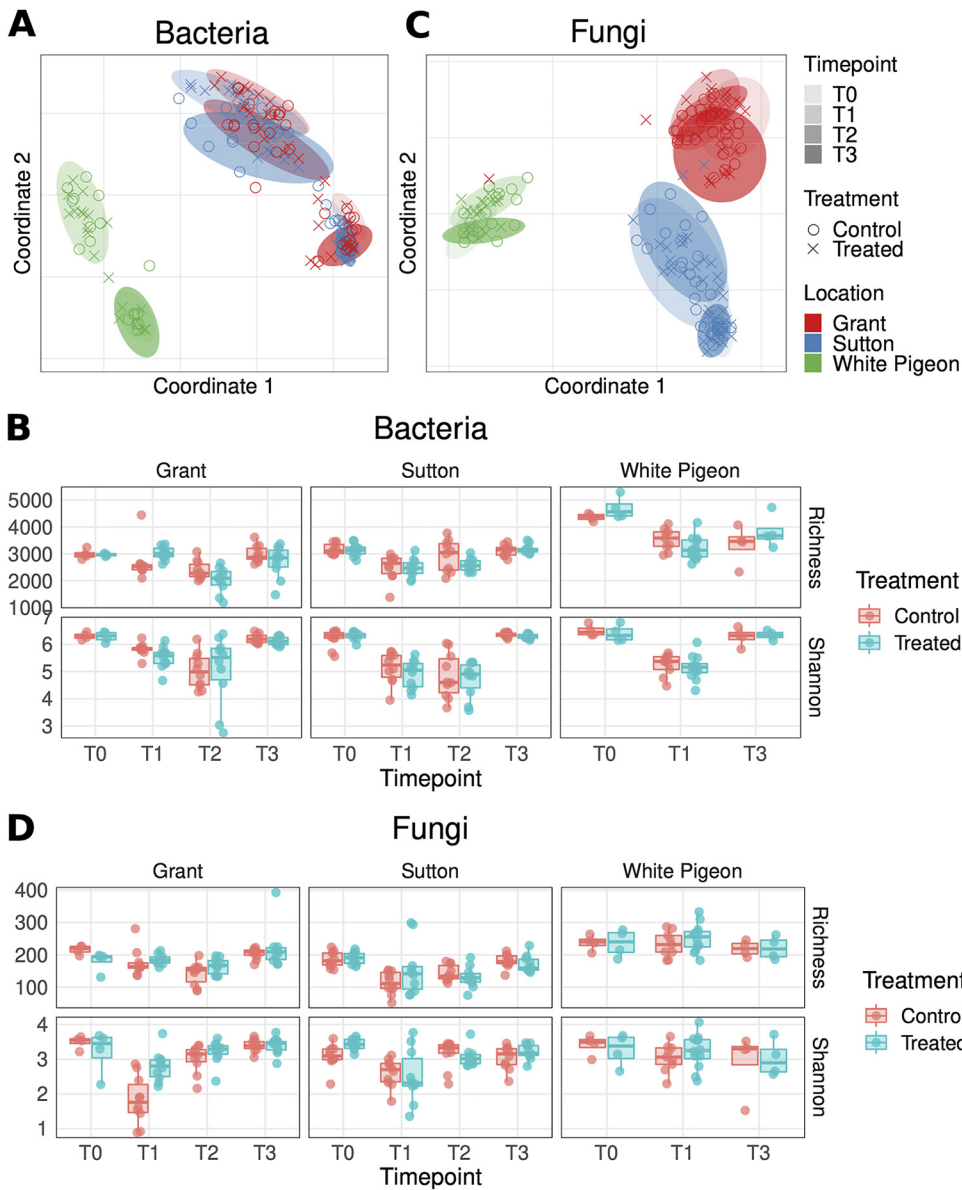 A
Bacteria
Coordinate 2
Coordinate 1
C
Fungi
Coordinate 2
Coordinate 1
Timepoint
T0
T1
T2
T3
Treatment
Control
Treated
Location
Grant
Sutton
White Pigeon
B
Bacteria
Grant Sutton White Pigeon
5000
4000
3000
2000
1000
Richness
7
6
5
4
3
Shannon
T0 T1 T2 T3 T0 T1 T2 T3 T0 T1 T3
Timepoint
Treatment
Control
Treated
D
Fungi
Grant Sutton White Pigeon
400
300
200
100
Richness
4
3
2
1
Shannon
T0 T1 T2 T3 T0 T1 T2 T3 T0 T1 T3
Timepoint
Treatment
Contro
Treated